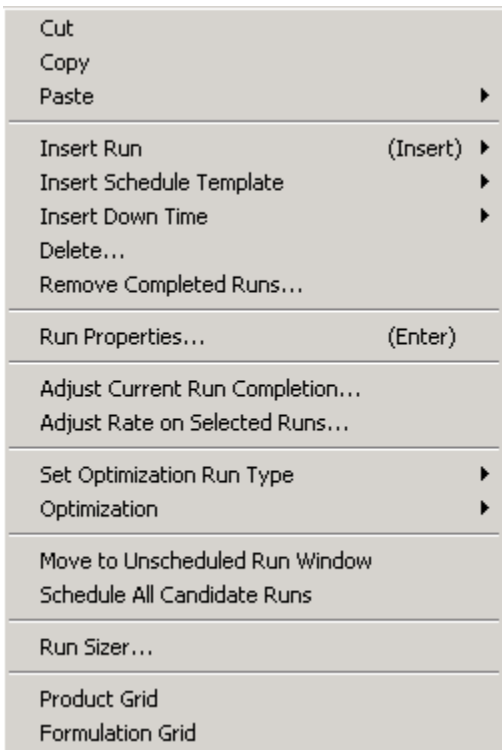 Cut
Copy
Paste
Insert Run (Insert)
Insert Schedule Template
Insert Down Time
Delete...
Remove Completed Runs...
Run Properties... (Enter)
Adjust Current Run Completion...
Adjust Rate on Selected Runs...
Set Optimization Run Type
Optimization
Move to Unscheduled Run Window
Schedule All Candidate Runs
Run Sizer...
Product Grid
Formulation Grid